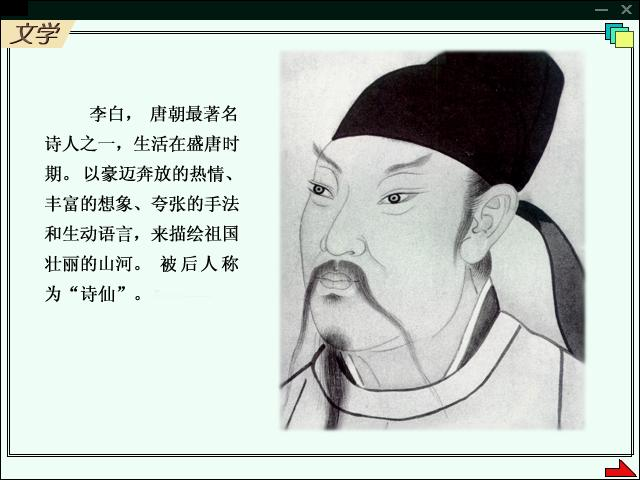 文学
李白， 唐朝最著名
诗人之一，生活在盛唐时
期。 以豪迈奔放的热情、
丰富的想象、夸张的手法
和生动语言，来描绘祖国
壮丽的山河。 被后人称
为“诗仙”。